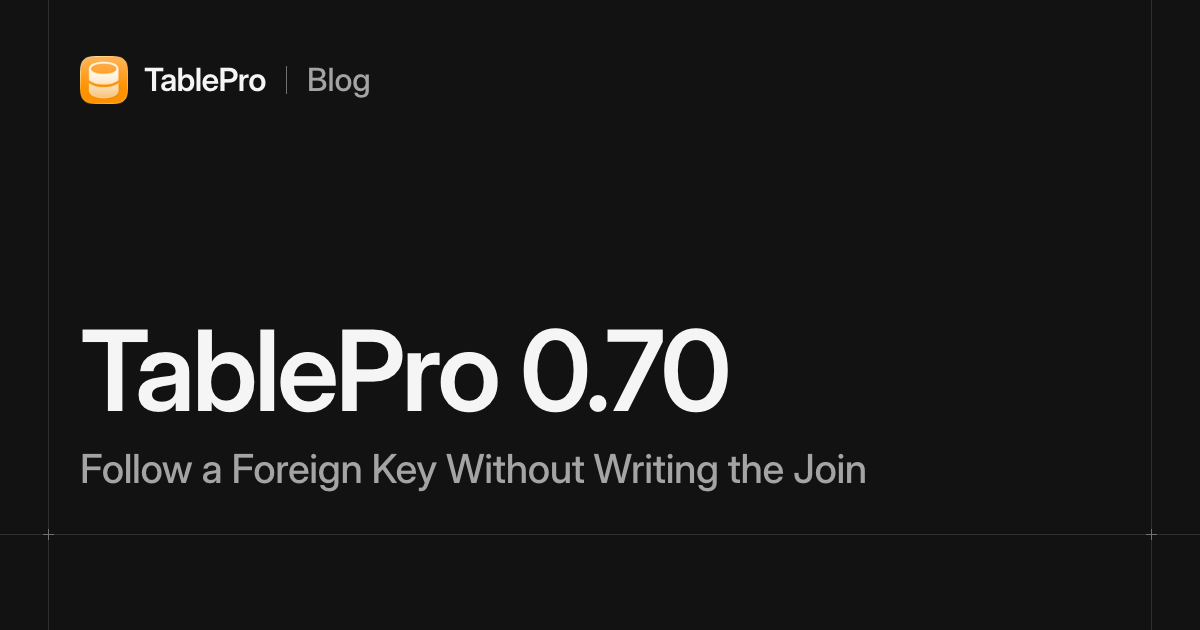 TablePro | Blog
TablePro 0.70
Follow a Foreign Key Without Writing the Join